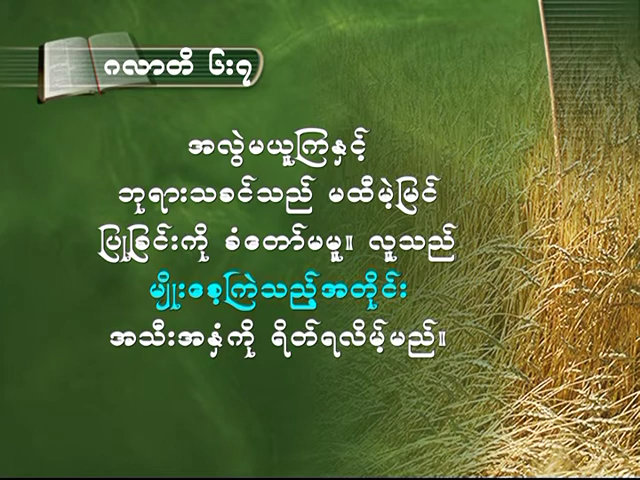 ဂလာတိ ၆း၇
အလွဲမယူကြနှင့်
ဘုရားသခင်သည် မထီမဲ့မြင်
ပြုခြင်းကို ခံတော်မမူ။ လူသည်
မျိုးစေ့ကြဲသည့်အတိုင်း
အသီးအနှံကို ရိတ်ရလိမ့်မည်။